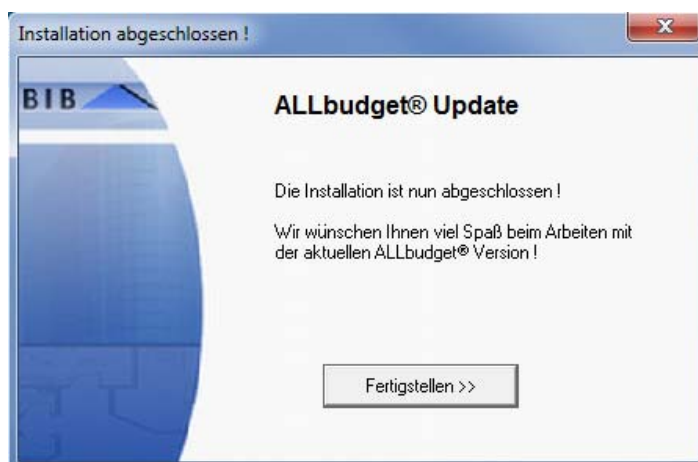 Installation abgeschlossen !
BIB
ALLbudget® Update
Die Installation ist nun abgeschlossen !
Wir wünschen Ihnen viel Spaß beim Arbeiten mit
der aktuellen ALLbudget® Version !
Fertigstellen >>